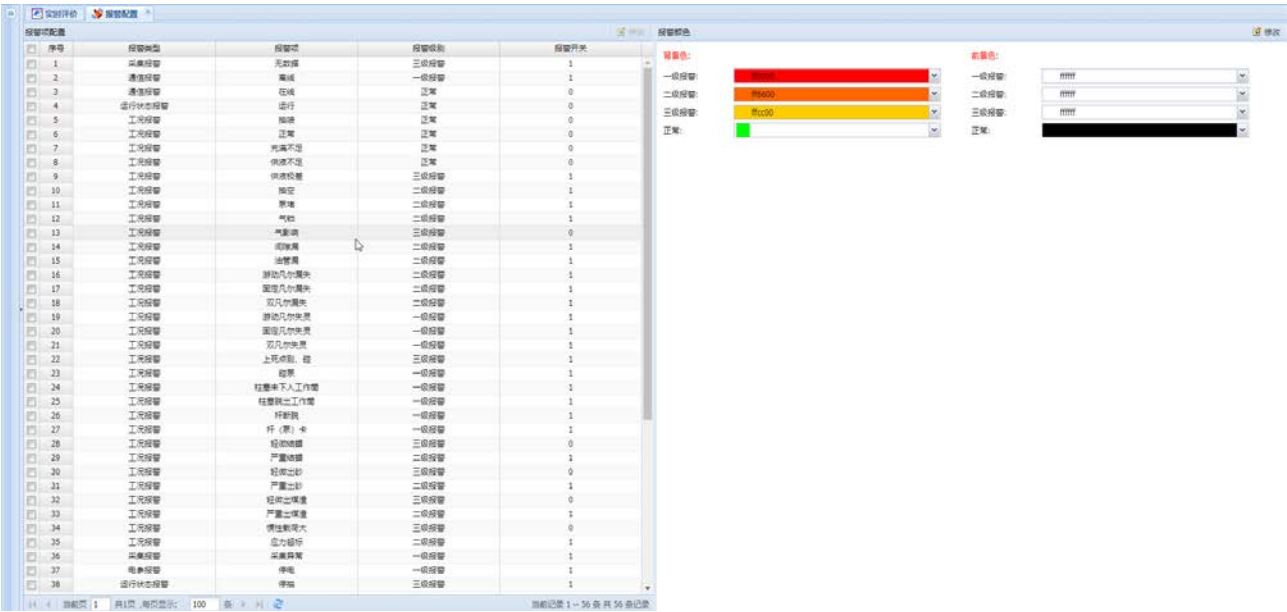 实时评价 报警配置
报警项配置 修改
序号 报警类型 报警项 报警级别 报警开关
1 采集报警 无数据 三级报警 1
2 通信报警 离线 一级报警 1
3 通信报警 在线 正常 0
4 运行状态报警 运行 正常 0
5 工况报警 抽喷 正常 0
6 工况报警 正常 正常 0
7 工况报警 充满不足 正常 0
8 工况报警 供液不足 正常 0
9 工况报警 供液极差 三级报警 1
10 工况报警 抽空 二级报警 1
11 工况报警 泵堵 二级报警 1
12 工况报警 气锁 二级报警 1
13 工况报警 气影响 三级报警 0
14 工况报警 间隙漏 二级报警 1
15 工况报警 油管漏 二级报警 1
16 工况报警 游动凡尔漏失 二级报警 1
17 工况报警 固定凡尔漏失 二级报警 1
18 工况报警 双凡尔漏失 二级报警 1
19 工况报警 游动凡尔失灵 一级报警 1
20 工况报警 固定凡尔失灵 一级报警 1
21 工况报警 双凡尔失灵 一级报警 1
22 工况报警 上死点刮、碰 三级报警 1
23 工况报警 碰泵 一级报警 1
24 工况报警 柱塞未下入工作筒 一级报警 1
25 工况报警 柱塞脱出工作筒 一级报警 1
26 工况报警 杆断脱 一级报警 1
27 工况报警 杆（泵）卡 一级报警 1
28 工况报警 轻微结蜡 三级报警 0
29 工况报警 严重结蜡 二级报警 1
30 工况报警 轻微出砂 三级报警 0
31 工况报警 严重出砂 二级报警 1
32 工况报警 轻微出煤渣 三级报警 0
33 工况报警 严重出煤渣 二级报警 1
34 工况报警 惯性载荷大 三级报警 0
35 工况报警 应力超标 二级报警 1
36 采集报警 采集异常 一级报警 1
37 电参报警 停电 一级报警 1
38 运行状态报警 停抽 三级报警 1
当前页 1 共1页 ,每页显示: 100 条 当前记录 1 -- 56 条 共 56 条记录
报警颜色 修改
背景色: 前景色:
一级报警: ff0000 一级报警: ffffff
二级报警: ff6600 二级报警: ffffff
三级报警: ffcc00 三级报警: ffffff
正常: 正常: